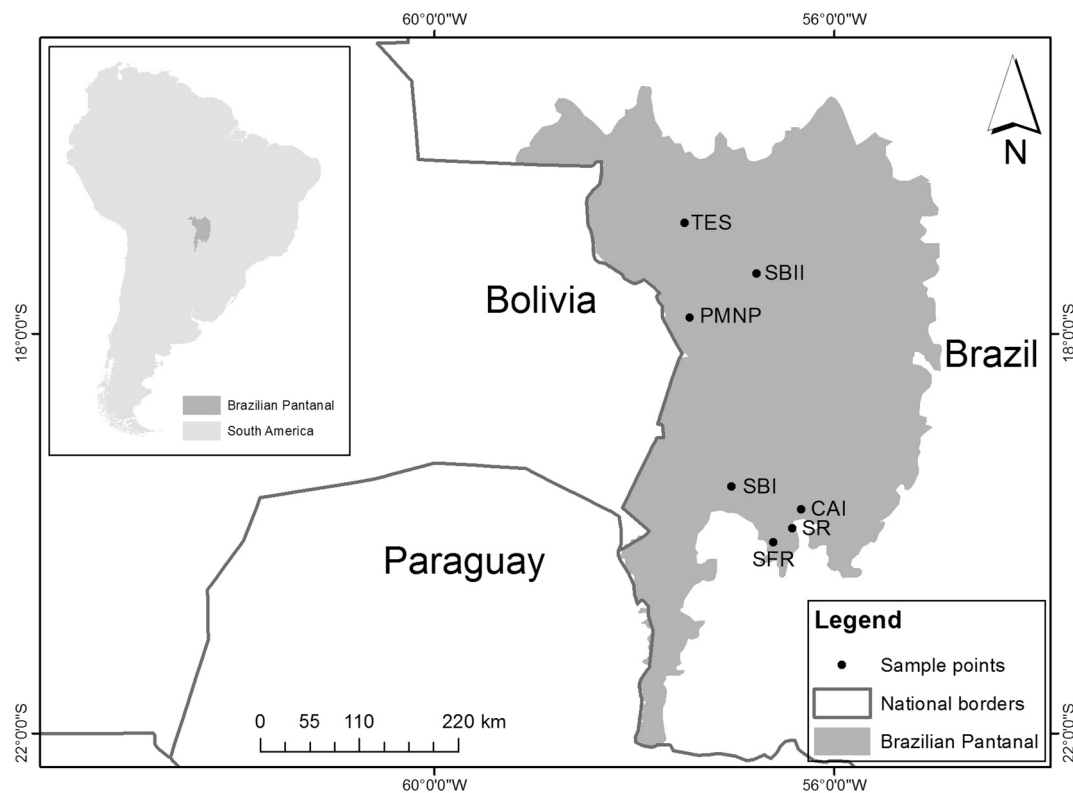 60°0'0"W
56°0'0"W
N
TES
SBII
Bolivia
PMNP
18°0'0"S
18°0'0"S
Brazil
Brazilian Pantanal
South America
SBI
CAI
SR
SFR
Paraguay
Legend
Sample points
National borders
Brazilian Pantanal
0 55 110 220 km
22°0'0"S
22°0'0"S
60°0'0"W
56°0'0"W